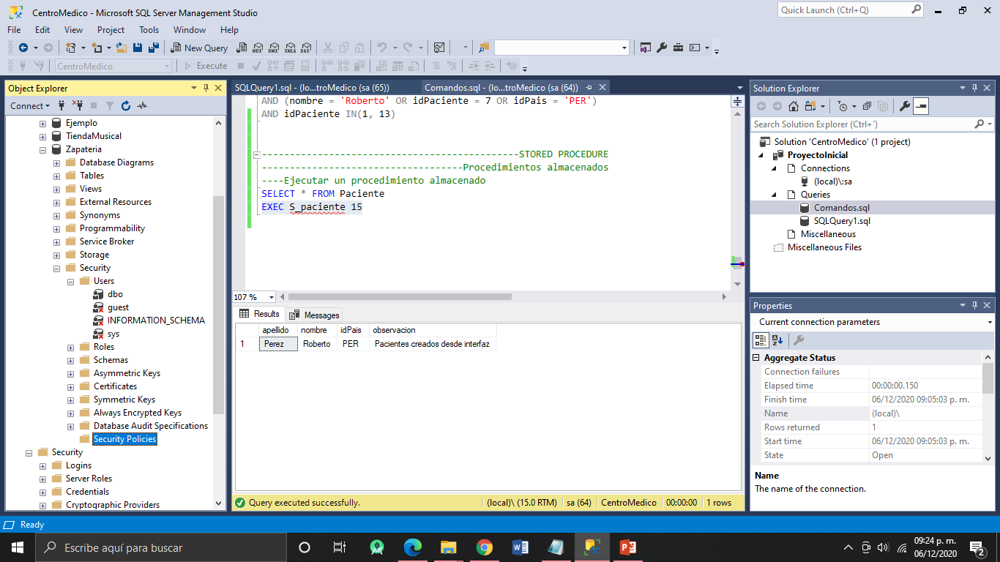 CentroMedico - Microsoft SQL Server Management Studio
Quick Launch (Ctrl+Q)
File Edit View Project Tools Window Help
New Query
MDX DMX XMLA DAX
CentroMedico
Execute
Object Explorer
Connect
Ejemplo
TiendaMusical
Zapateria
Database Diagrams
Tables
Views
External Resources
Synonyms
Programmability
Service Broker
Storage
Security
Users
dbo
guest
INFORMATION_SCHEMA
sys
Roles
Schemas
Asymmetric Keys
Certificates
Symmetric Keys
Always Encrypted Keys
Database Audit Specifications
Security Policies
Security
Logins
Server Roles
Credentials
Cryptographic Providers
SQLQuery1.sql - (lo...troMedico (sa (65))
Comandos.sql - (lo...troMedico (sa (64))
AND (nombre = 'Roberto' OR idPaciente = 7 OR idPais = 'PER')
AND idPaciente IN(1, 13)
----------------------------------------------STORED PROCEDURE
------------------------------------Procedimientos almacenados
----Ejecutar un procedimiento almacenado
SELECT * FROM Paciente
EXEC S_paciente 15
107 %
Results
Messages
apellido nombre idPais observacion
1 Perez Roberto PER Pacientes creados desde interfaz
Query executed successfully.
(local)\ (15.0 RTM)
sa (64)
CentroMedico
00:00:00
1 rows
Solution Explorer
Search Solution Explorer (Ctrl+´)
Solution 'CentroMedico' (1 project)
ProyectoInicial
Connections
(local)\:sa
Queries
Comandos.sql
SQLQuery1.sql
Miscellaneous
Miscellaneous Files
Properties
Current connection parameters
Aggregate Status
Connection failures
Elapsed time 00:00:00.150
Finish time 06/12/2020 09:05:03 p. m.
Name (local)\
Rows returned 1
Start time 06/12/2020 09:05:03 p. m.
State Open
Name
The name of the connection.
Ready
Escribe aquí para buscar
09:24 p. m.
06/12/2020
2